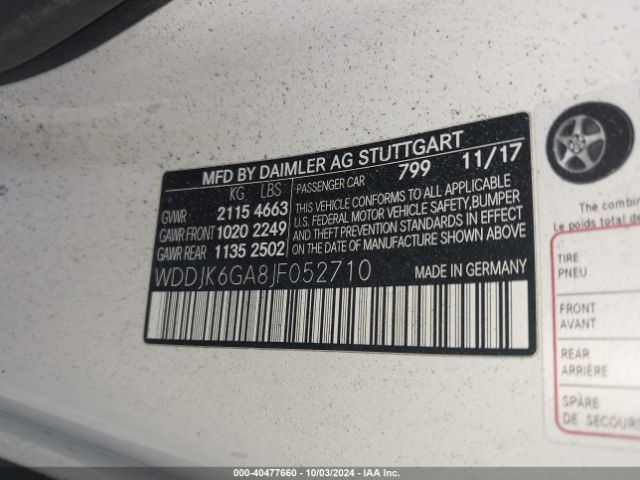 MFD BY DAIMLER AG STUTTGART
KG LBS
GVWR 2115 4663
GAWR FRONT 1020 2249
GAWR REAR 1135 2502
PASSENGER CAR 799 11/17
THIS VEHICLE CONFORMS TO ALL APPLICABLE
U.S. FEDERAL MOTOR VEHICLE SAFETY, BUMPER
AND THEFT PREVENTION STANDARDS IN EFFECT
ON THE DATE OF MANUFACTURE SHOWN ABOVE.
WDDJK6GA8JF052710 MADE IN GERMANY
The combin
Le poids total de
TIRE
PNEU
FRONT
AVANT
REAR
ARRIÈRE
SPARE
DE SECOURS
000-40477660 - 10/03/2024 - IAA Inc.